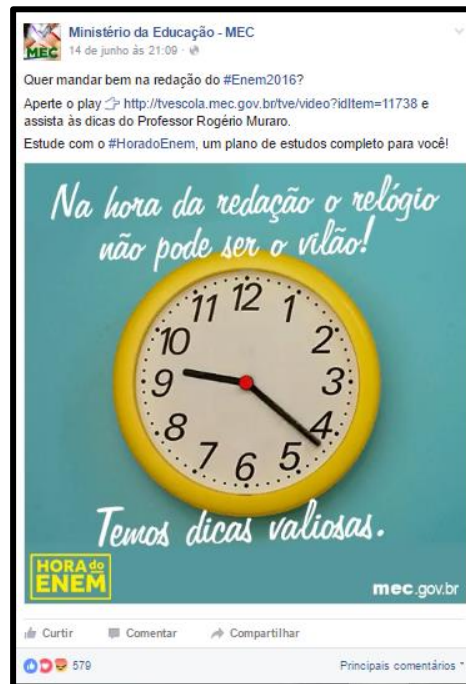 MEC
Ministério da Educação - MEC
14 de junho às 21:09
Quer mandar bem na redação do #Enem2016?
Aperte o play http://tvescola.mec.gov.br/tve/video?idItem=11738 e
assista às dicas do Professor Rogério Muraro.
Estude com o #HoradoEnem, um plano de estudos completo para você!
Na hora da redação o relógio
não pode ser o vilão!
12
11 1
10 2
9 3
8 4
7 5
6
Temos dicas valiosas.
HORA do
ENEM
mec.gov.br
Curtir Comentar Compartilhar
579 Principais comentários